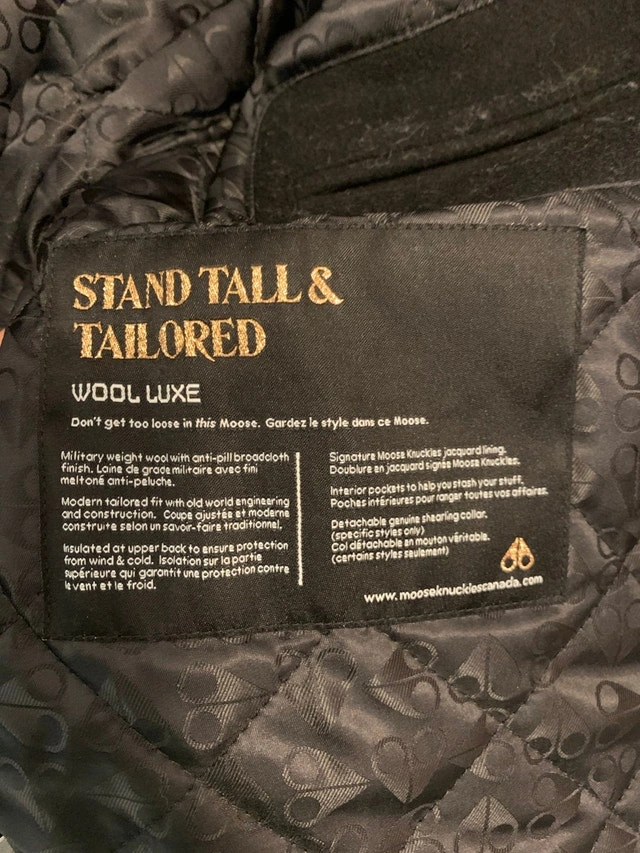 STAND TALL &
TAILORED
WOOL LUXE
Don't get too loose in this Moose. Gardez le style dans ce Moose.
Military weight wool with anti-pill broadcloth
finish. Laine de grade militaire avec fini
meltoné anti-peluche.
Modern tailored fit with old world engineering
and construction. Coupe ajustée et moderne
construite selon un savoir-faire traditionnel.
Insulated at upper back to ensure protection
from wind & cold. Isolation sur la partie
supérieure qui garantit une protection contre
le vent et le froid.
Signature Moose Knuckles jacquard lining.
Doublure en jacquard signée Moose Knuckles.
Interior pockets to help you stash your stuff.
Poches intérieures pour ranger toutes vos affaires.
Detachable genuine shearling collar.
(specific styles only)
Col détachable en mouton véritable.
(certains styles seulement)
www.mooseknucklescanada.com